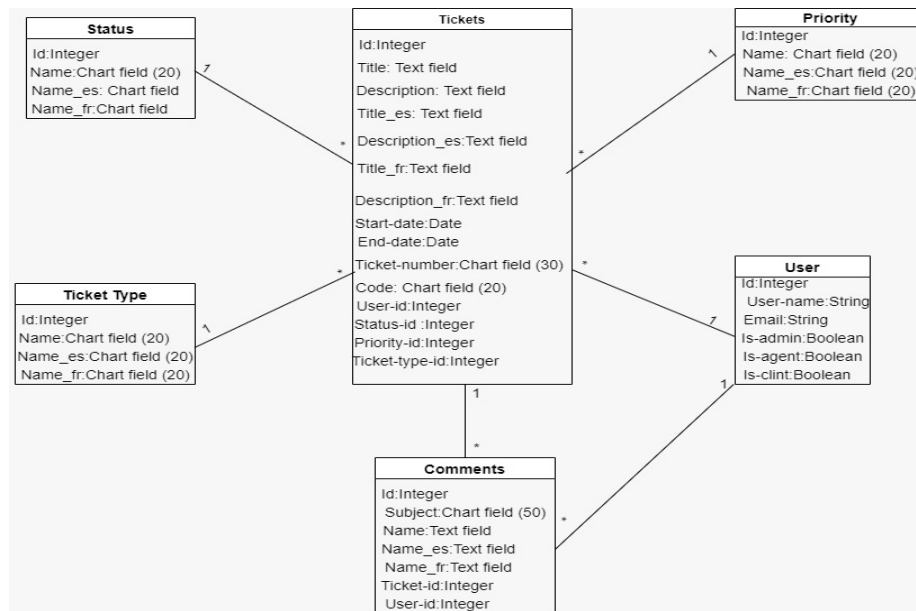 Status
Id:Integer
Name:Chart field (20)
Name_es: Chart field
Name_fr:Chart field
1
*
Tickets
Id:Integer
Title: Text field
Description: Text field
Title_es: Text field
Description_es:Text field
Title_fr:Text field
Description_fr:Text field
Start-date:Date
End-date:Date
Ticket-number:Chart field (30)
Code: Chart field (20)
User-id:Integer
Status-id :Integer
Priority-id:Integer
Ticket-type-id:Integer
Priority
Id:Integer
Name: Chart field (20)
Name_es:Chart field (20)
Name_fr:Chart field (20)
1
*
Ticket Type
Id:Integer
Name:Chart field (20)
Name_es:Chart field (20)
Name_fr:Chart field (20)
1
*
User
Id:Integer
User-name:String
Email:String
Is-admin:Boolean
Is-agent:Boolean
Is-clint:Boolean
*
1
1
*
1
*
Comments
Id:Integer
Subject:Chart field (50)
Name:Text field
Name_es:Text field
Name_fr:Text field
Ticket-id:Integer
User-id:Integer